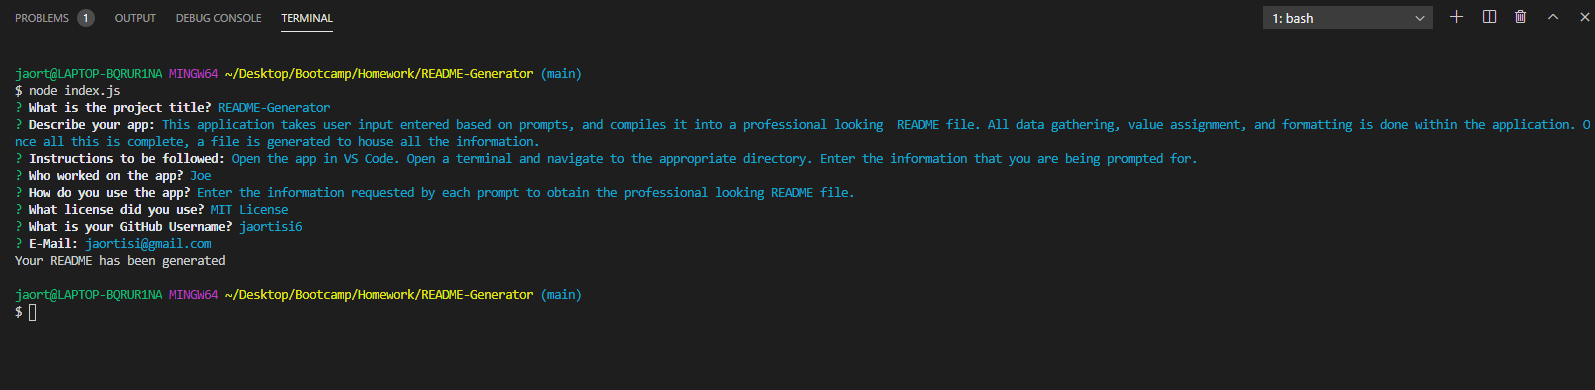 PROBLEMS 1 OUTPUT DEBUG CONSOLE TERMINAL 1: bash
jaort@LAPTOP-BQRUR1NA MINGW64 ~/Desktop/Bootcamp/Homework/README-Generator (main)
$ node index.js
? What is the project title? README-Generator
? Describe your app: This application takes user input entered based on prompts, and compiles it into a professional looking  README file. All data gathering, value assignment, and formatting is done within the application. O
nce all this is complete, a file is generated to house all the information.
? Instructions to be followed: Open the app in VS Code. Open a terminal and navigate to the appropriate directory. Enter the information that you are being prompted for.
? Who worked on the app? Joe
? How do you use the app? Enter the information requested by each prompt to obtain the professional looking README file.
? What license did you use? MIT License
? What is your GitHub Username? jaortisi6
? E-Mail: jaortisi@gmail.com
Your README has been generated
jaort@LAPTOP-BQRUR1NA MINGW64 ~/Desktop/Bootcamp/Homework/README-Generator (main)
$